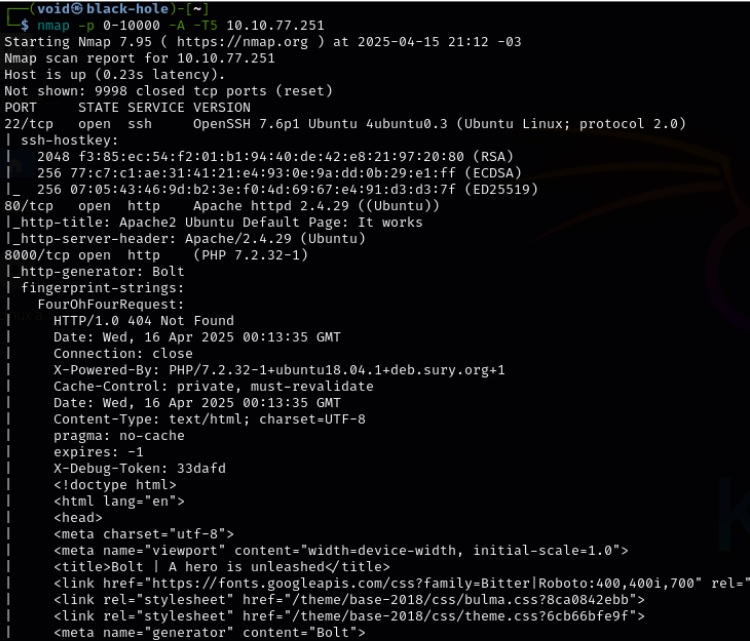 ┌──(void㉿black-hole)-[~]
└─$ nmap -p 0-10000 -A -T5 10.10.77.251
Starting Nmap 7.95 ( https://nmap.org ) at 2025-04-15 21:12 -03
Nmap scan report for 10.10.77.251
Host is up (0.23s latency).
Not shown: 9998 closed tcp ports (reset)
PORT     STATE SERVICE VERSION
22/tcp   open  ssh     OpenSSH 7.6p1 Ubuntu 4ubuntu0.3 (Ubuntu Linux; protocol 2.0)
| ssh-hostkey:
|   2048 f3:85:ec:54:f2:01:b1:94:40:de:42:e8:21:97:20:80 (RSA)
|   256 77:c7:c1:ae:31:41:21:e4:93:0e:9a:dd:0b:29:e1:ff (ECDSA)
|_  256 07:05:43:46:9d:b2:3e:f0:4d:69:67:e4:91:d3:d3:7f (ED25519)
80/tcp   open  http    Apache httpd 2.4.29 ((Ubuntu))
|_http-title: Apache2 Ubuntu Default Page: It works
|_http-server-header: Apache/2.4.29 (Ubuntu)
8000/tcp open  http    (PHP 7.2.32-1)
|_http-generator: Bolt
| fingerprint-strings:
|   FourOhFourRequest:
|     HTTP/1.0 404 Not Found
|     Date: Wed, 16 Apr 2025 00:13:35 GMT
|     Connection: close
|     X-Powered-By: PHP/7.2.32-1+ubuntu18.04.1+deb.sury.org+1
|     Cache-Control: private, must-revalidate
|     Date: Wed, 16 Apr 2025 00:13:35 GMT
|     Content-Type: text/html; charset=UTF-8
|     pragma: no-cache
|     expires: -1
|     X-Debug-Token: 33dafd
|     <!doctype html>
|     <html lang="en">
|     <head>
|     <meta charset="utf-8">
|     <meta name="viewport" content="width=device-width, initial-scale=1.0">
|     <title>Bolt | A hero is unleashed</title>
|     <link href="https://fonts.googleapis.com/css?family=Bitter|Roboto:400,400i,700" rel="
|     <link rel="stylesheet" href="/theme/base-2018/css/bulma.css?8ca0842ebb">
|     <link rel="stylesheet" href="/theme/base-2018/css/theme.css?6cb66bfe9f">
|     <meta name="generator" content="Bolt">